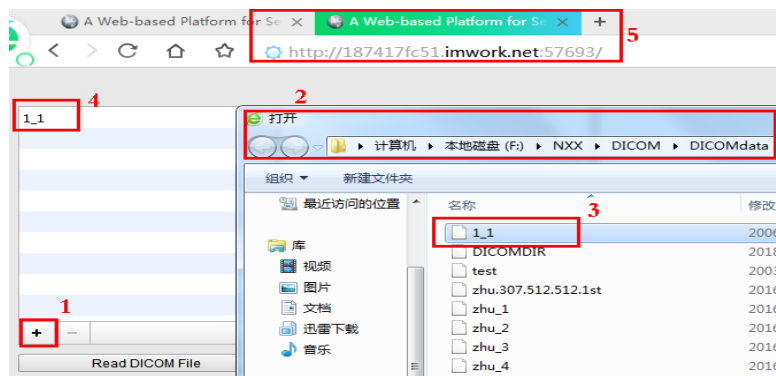 A Web-based Platform for Se
A Web-based Platform for Se
5
http://187417fc51.imwork.net:57693/
4
1_1
2
打开
计算机 本地磁盘 (F:) NXX DICOM DICOMdata
组织 新建文件夹
最近访问的位置
名称
修改
3
1_1
2006
库
DICOMDIR
2018
视频
test
2003
图片
zhu.307.512.512.1st
2016
1
文档
zhu_1
2016
+ −
迅雷下载
zhu_2
2016
音乐
zhu_3
2016
Read DICOM File
zhu_4
2016